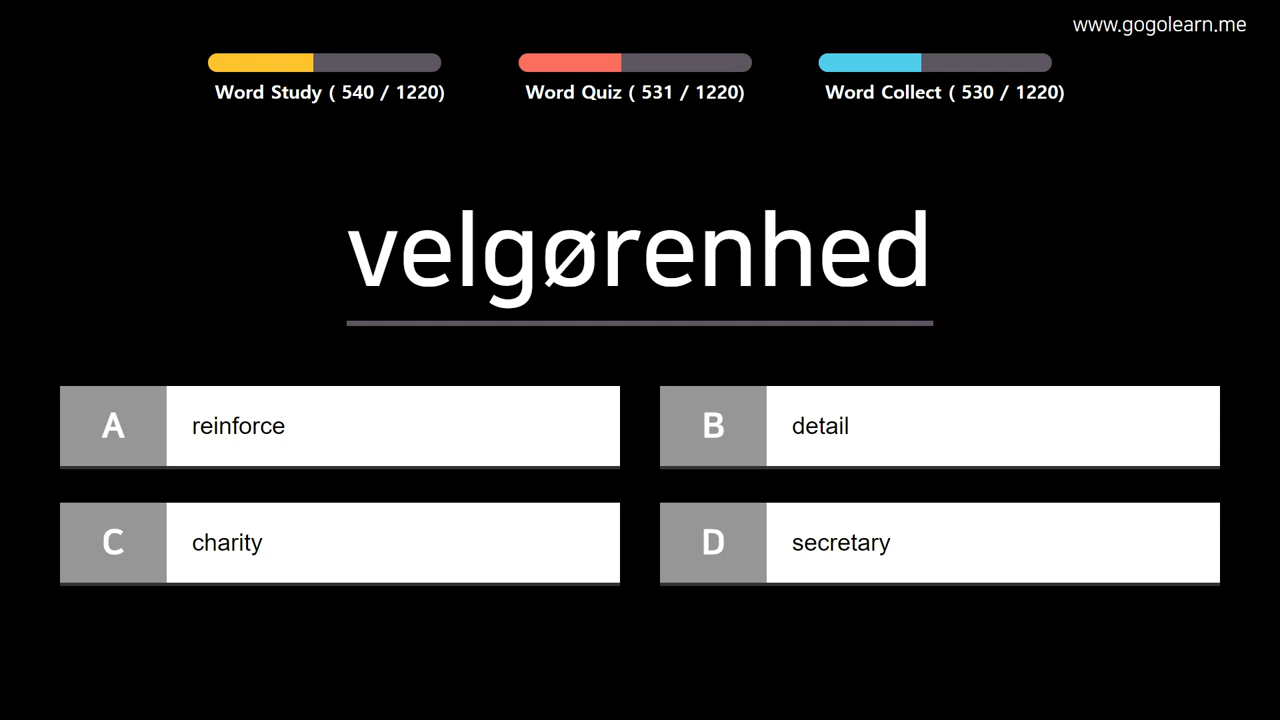 www.gogolearn.me
Word Study ( 540 / 1220)
Word Quiz ( 531 / 1220)
Word Collect ( 530 / 1220)
velgørenhed
A reinforce
B detail
C charity
D secretary